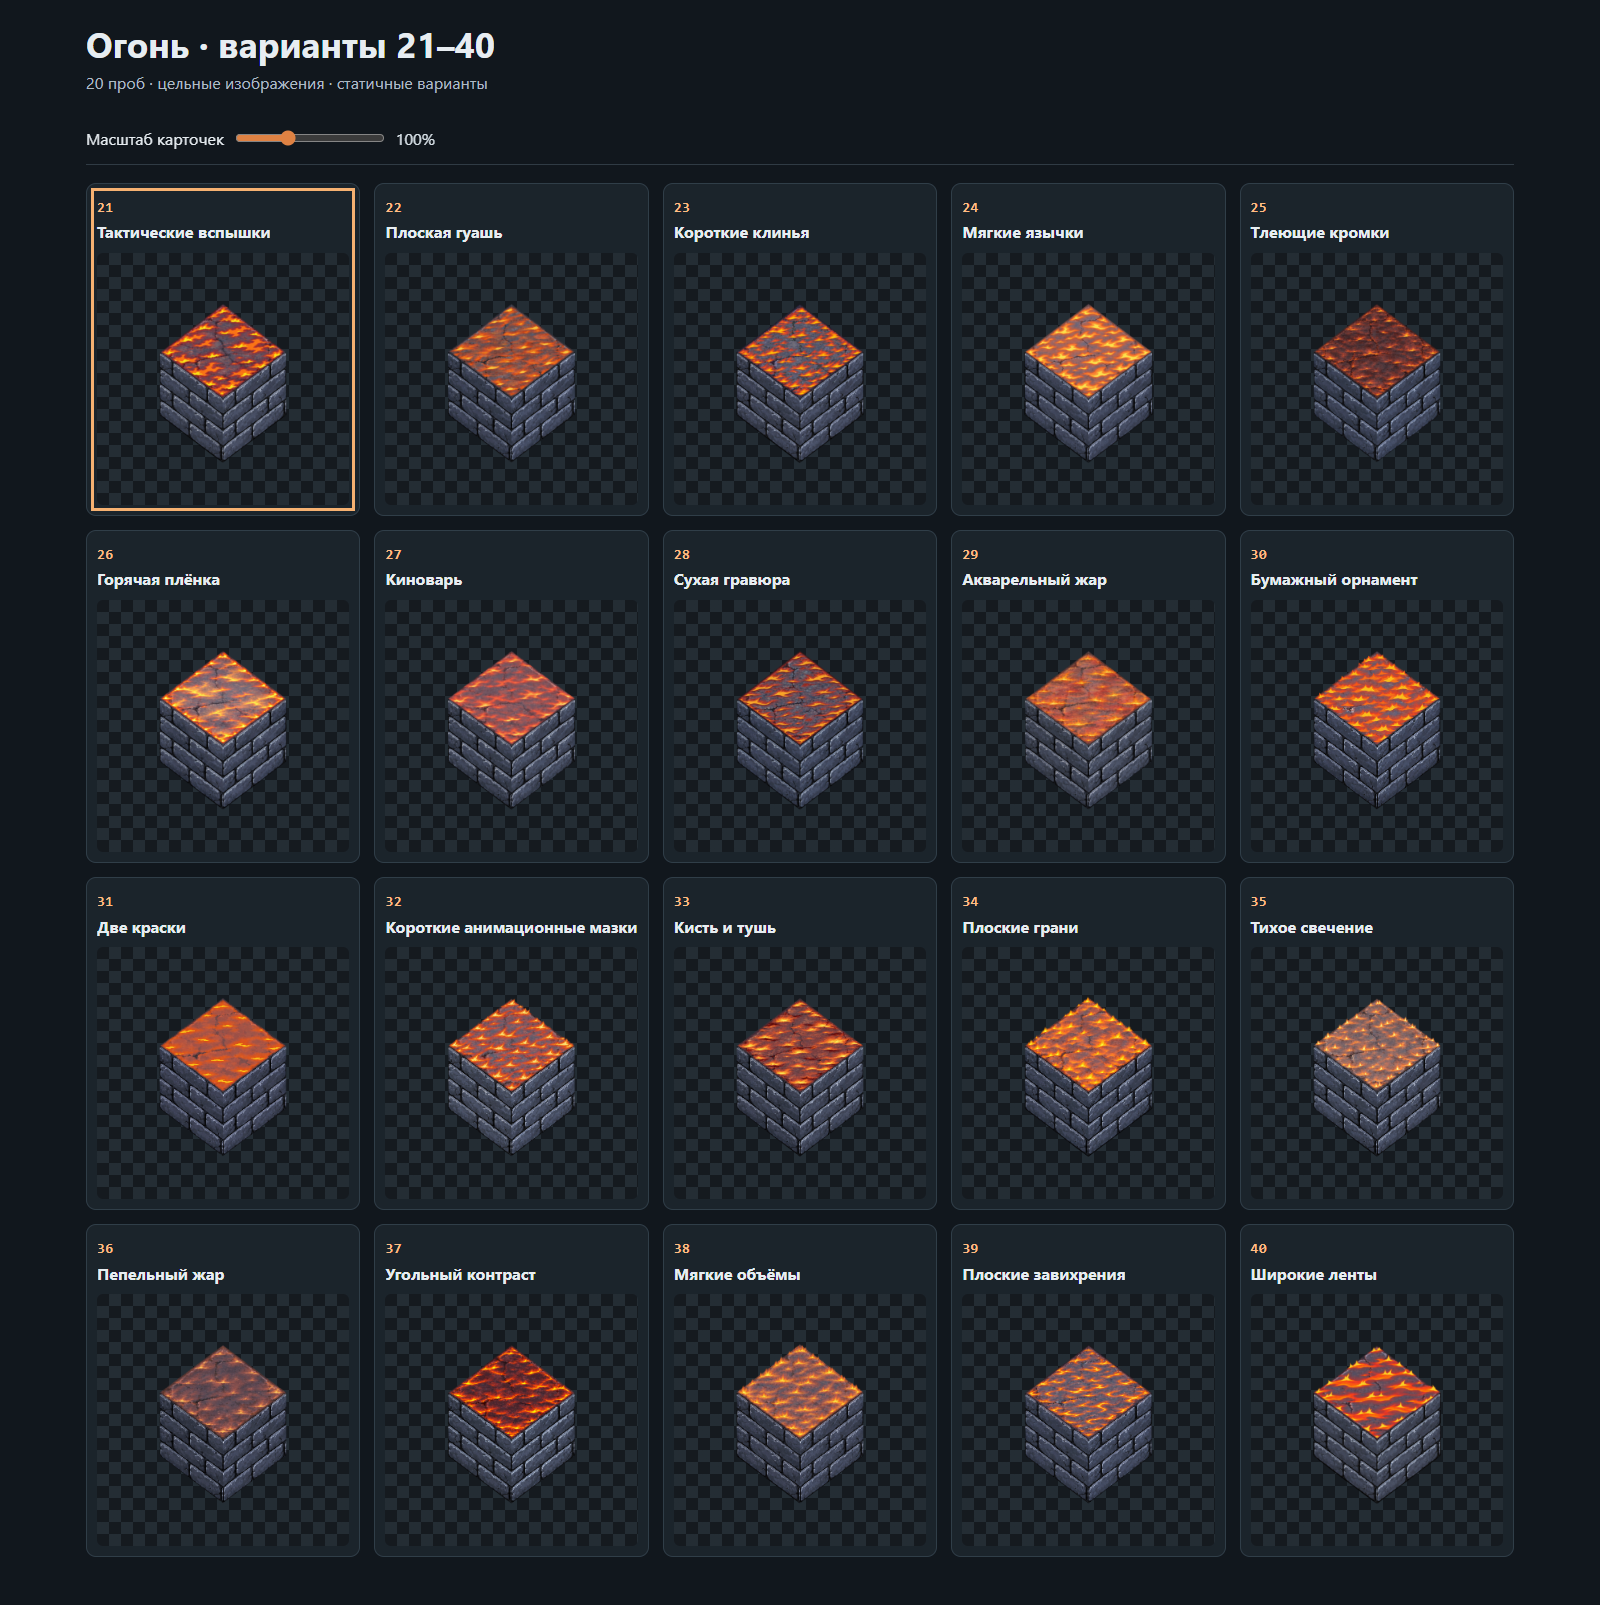 Огонь · варианты 21–40
20 проб · цельные изображения · статичные варианты
Масштаб карточек 100%
21
Тактические вспышки
22
Плоская гуашь
23
Короткие клинья
24
Мягкие язычки
25
Тлеющие кромки
26
Горячая плёнка
27
Киноварь
28
Сухая гравюра
29
Акварельный жар
30
Бумажный орнамент
31
Две краски
32
Короткие анимационные мазки
33
Кисть и тушь
34
Плоские грани
35
Тихое свечение
36
Пепельный жар
37
Угольный контраст
38
Мягкие объёмы
39
Плоские завихрения
40
Широкие ленты